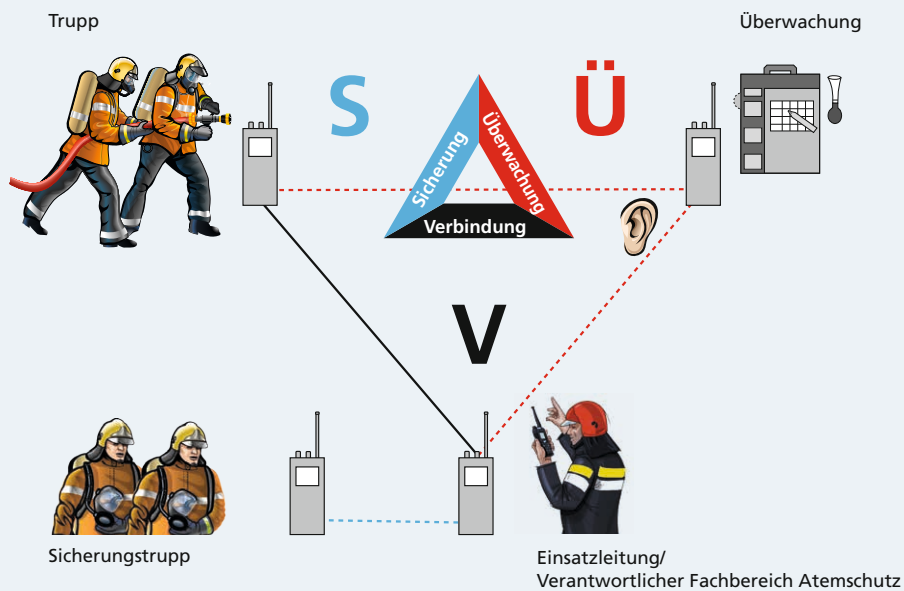 Trupp
Überwachung
S
Ü
Sicherung
Überwachung
Verbindung
V
Sicherungstrupp
Einsatzleitung/
Verantwortlicher Fachbereich Atemschutz